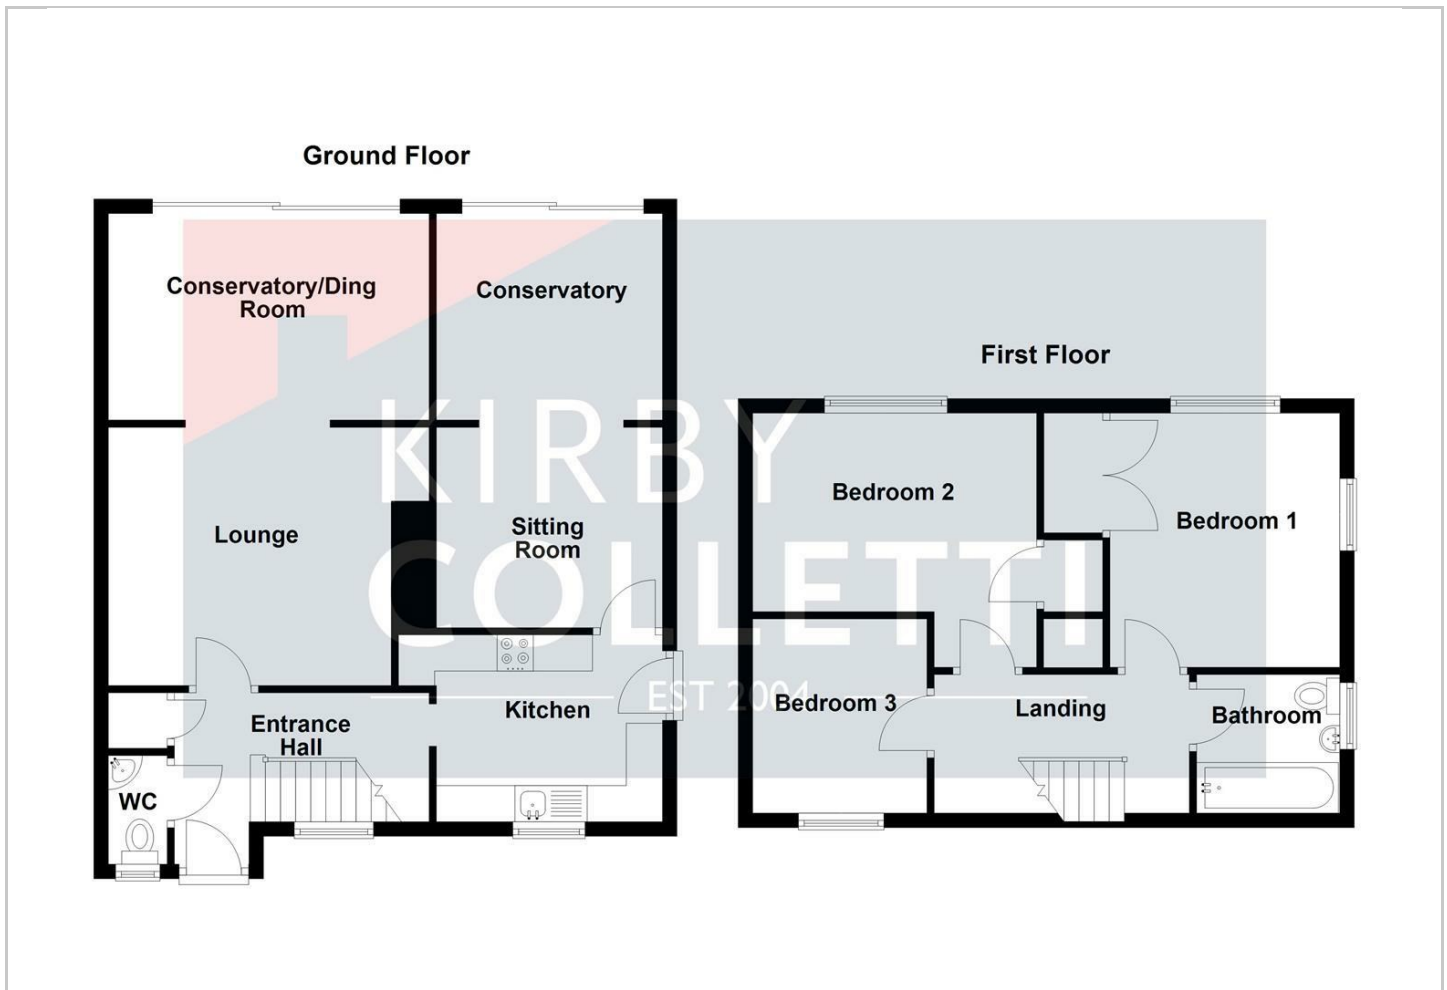 Ground Floor
Conservatory/Ding
Room
Conservatory
Lounge
Sitting
Room
Kitchen
Entrance
Hall
WC
First Floor
Bedroom 2
Bedroom 1
Bedroom 3
Landing
Bathroom
KIRBY
COLLETTI
EST 2004